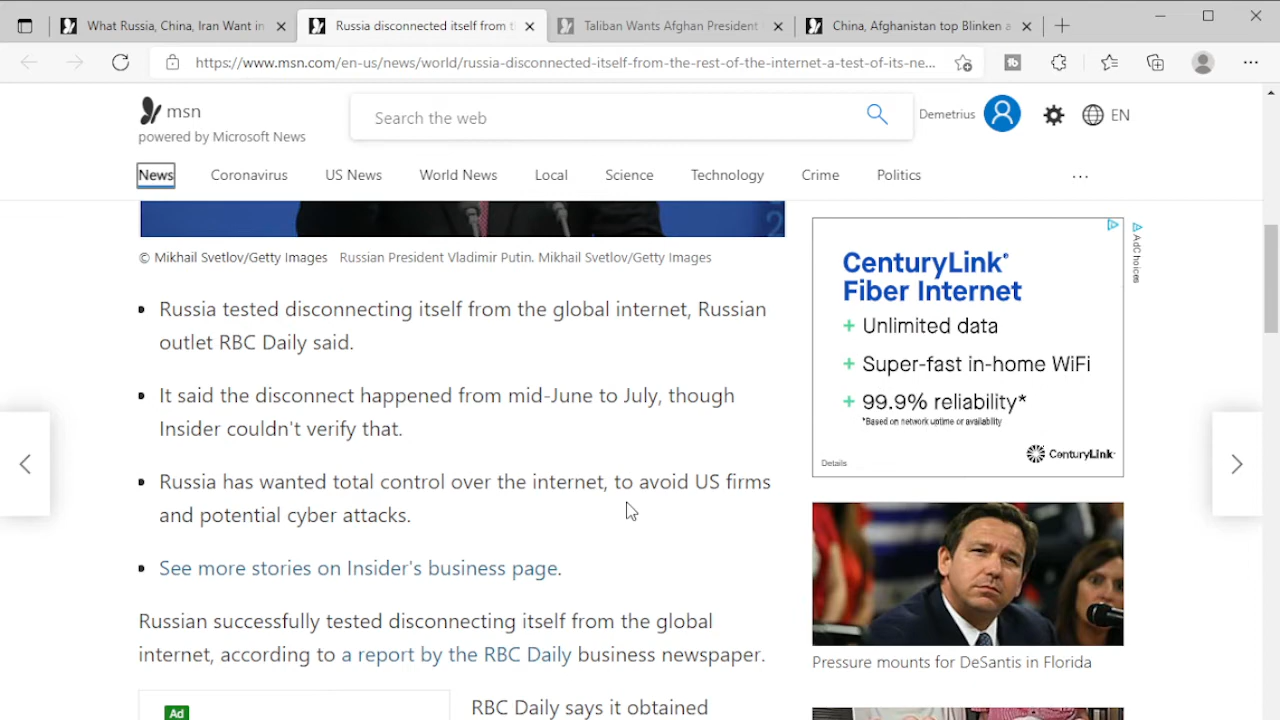 What Russia, China, Iran Want in
Russia disconnected itself from t
Taliban Wants Afghan President
China, Afghanistan top Blinken a
https://www.msn.com/en-us/news/world/russia-disconnected-itself-from-the-rest-of-the-internet-a-test-of-its-ne...
msn
powered by Microsoft News
Search the web
Demetrius
EN
News
Coronavirus
US News
World News
Local
Science
Technology
Crime
Politics
...
© Mikhail Svetlov/Getty Images Russian President Vladimir Putin. Mikhail Svetlov/Getty Images
• Russia tested disconnecting itself from the global internet, Russian
outlet RBC Daily said.
• It said the disconnect happened from mid-June to July, though
Insider couldn't verify that.
• Russia has wanted total control over the internet, to avoid US firms
and potential cyber attacks.
• See more stories on Insider's business page.
Russian successfully tested disconnecting itself from the global
internet, according to a report by the RBC Daily business newspaper.
Ad
RBC Daily says it obtained
CenturyLink®
Fiber Internet
+ Unlimited data
+ Super-fast in-home WiFi
+ 99.9% reliability*
*Based on network uptime or availability
CenturyLink
Details
AdChoices
Pressure mounts for DeSantis in Florida